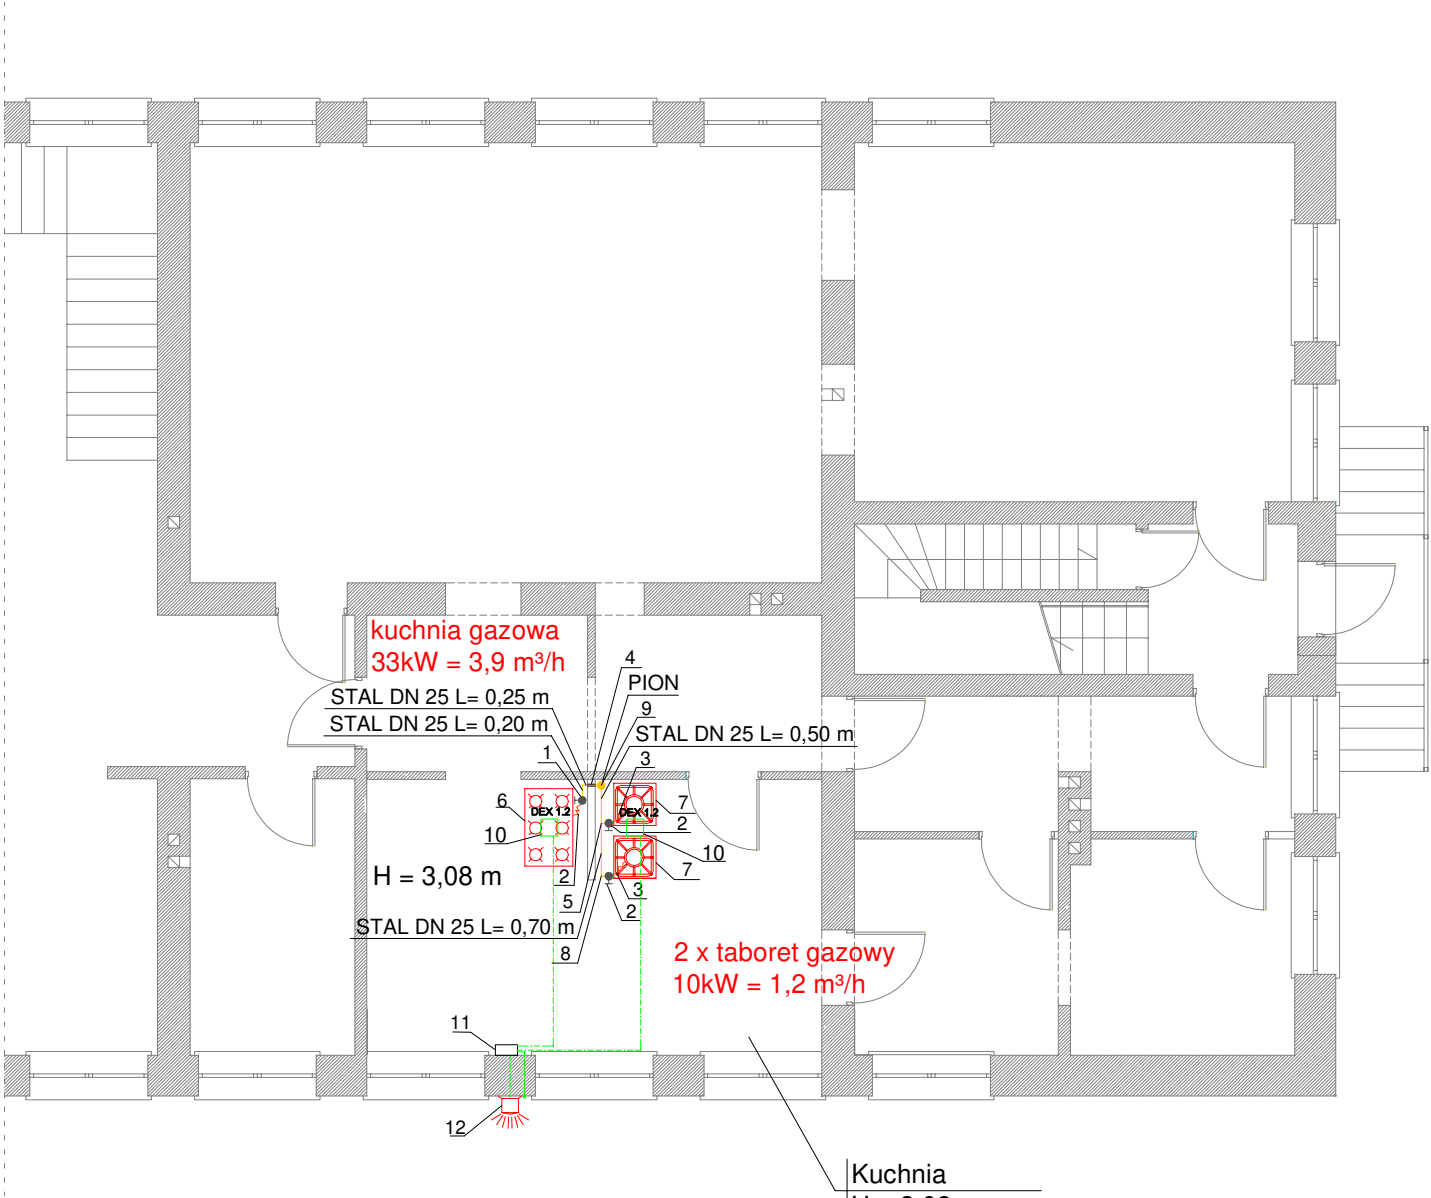 kuchnia gazowa
33kW = 3,9 m³/h
4
STAL DN 25 L= 0,25 m
PION
STAL DN 25 L= 0,20 m
9
STAL DN 25 L= 0,50 m
1
3
6
DEX 1.2
DEX 1.2
7
10
2
10
H = 3,08 m
2
7
3
5
2
STAL DN 25 L= 0,70 m
8
2 x taboret gazowy
10kW = 1,2 m³/h
11
12
Kuchnia